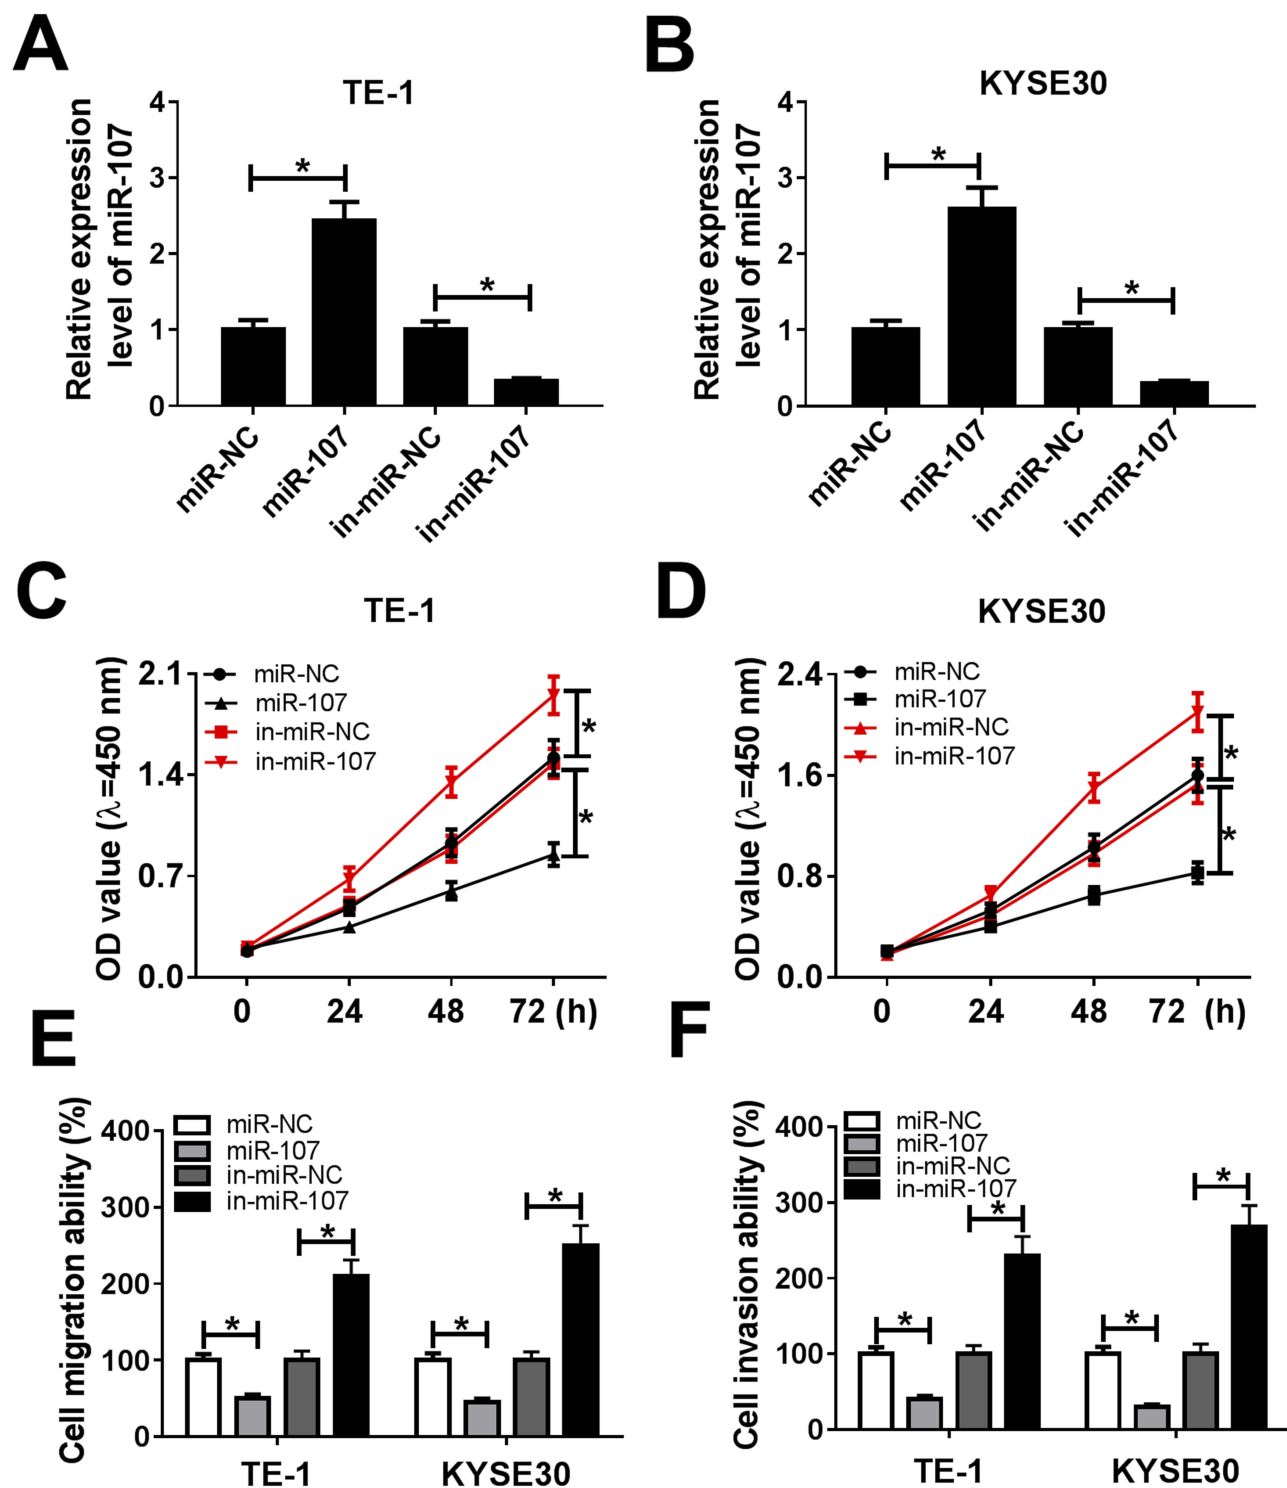 A
TE-1
Relative expression
level of miR-107
4
3
2
1
0
*
*
miR-NC
miR-107
in-miR-NC
in-miR-107
B
KYSE30
Relative expression
level of miR-107
4
3
2
1
0
*
*
miR-NC
miR-107
in-miR-NC
in-miR-107
C
TE-1
OD value (λ=450 nm)
2.1
1.4
0.7
0.0
miR-NC
miR-107
in-miR-NC
in-miR-107
*
*
0 24 48 72 (h)
D
KYSE30
OD value (λ=450 nm)
2.4
1.6
0.8
0.0
miR-NC
miR-107
in-miR-NC
in-miR-107
*
*
0 24 48 72 (h)
E
Cell migration ability (%)
400
300
200
100
0
miR-NC
miR-107
in-miR-NC
in-miR-107
*
*
*
*
TE-1 KYSE30
F
Cell invasion ability (%)
400
300
200
100
0
miR-NC
miR-107
in-miR-NC
in-miR-107
*
*
*
*
TE-1 KYSE30